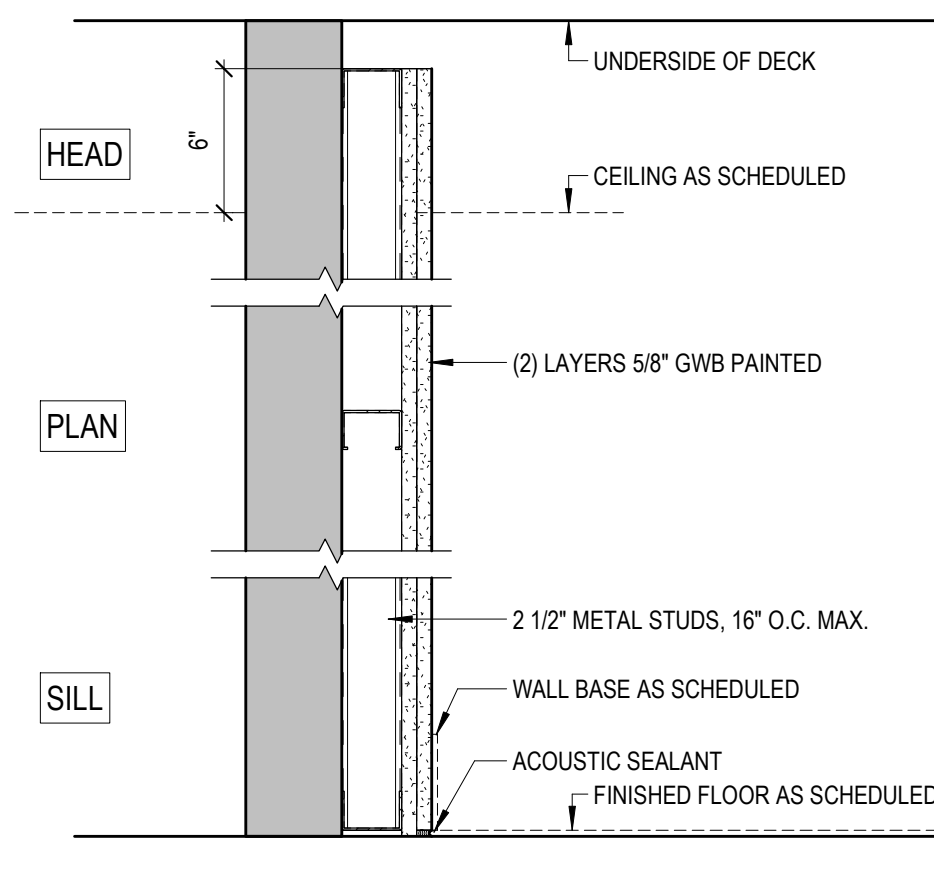 UNDERSIDE OF DECK
6"
HEAD
CEILING AS SCHEDULED
(2) LAYERS 5/8" GWB PAINTED
PLAN
2 1/2" METAL STUDS, 16" O.C. MAX.
WALL BASE AS SCHEDULED
SILL
ACOUSTIC SEALANT
FINISHED FLOOR AS SCHEDULED